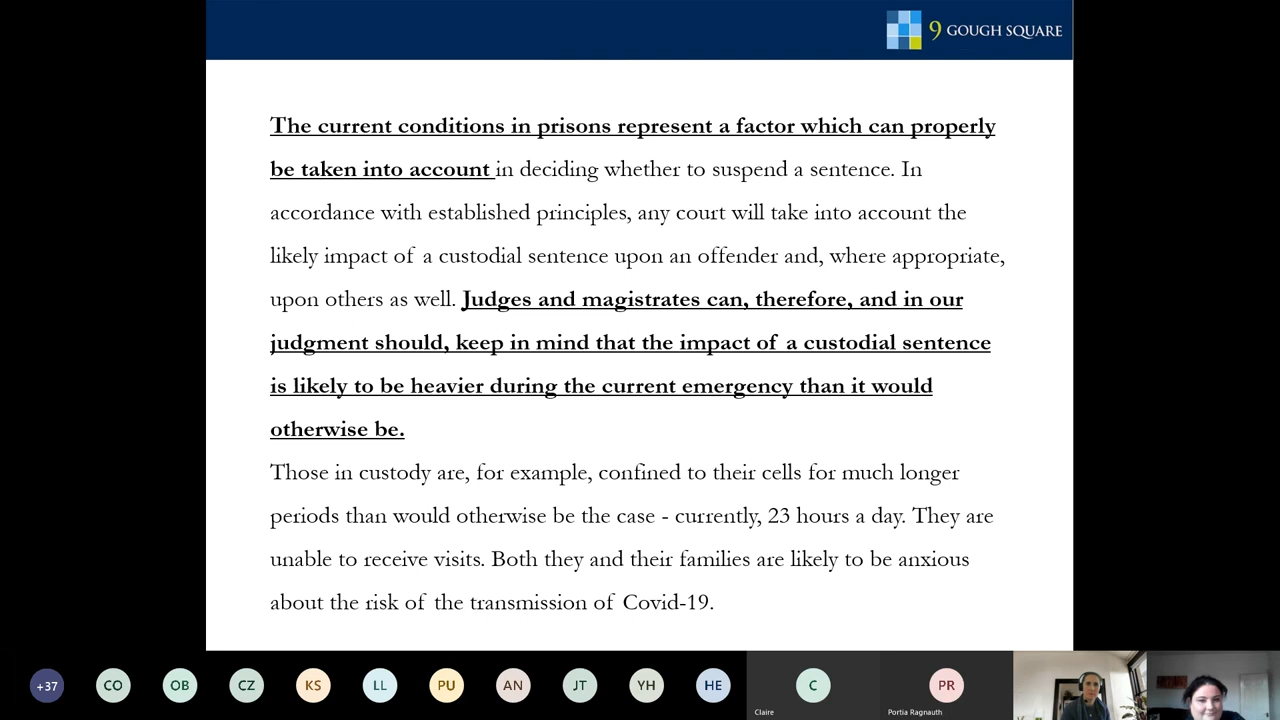 9 GOUGH SQUARE
The current conditions in prisons represent a factor which can properly
be taken into account in deciding whether to suspend a sentence. In
accordance with established principles, any court will take into account the
likely impact of a custodial sentence upon an offender and, where appropriate,
upon others as well. Judges and magistrates can, therefore, and in our
judgment should, keep in mind that the impact of a custodial sentence
is likely to be heavier during the current emergency than it would
otherwise be.
Those in custody are, for example, confined to their cells for much longer
periods than would otherwise be the case - currently, 23 hours a day. They are
unable to receive visits. Both they and their families are likely to be anxious
about the risk of the transmission of Covid-19.
+37 CO OB CZ KS LL PU AN JT YH HE C PR
Claire Portia Ragnauth